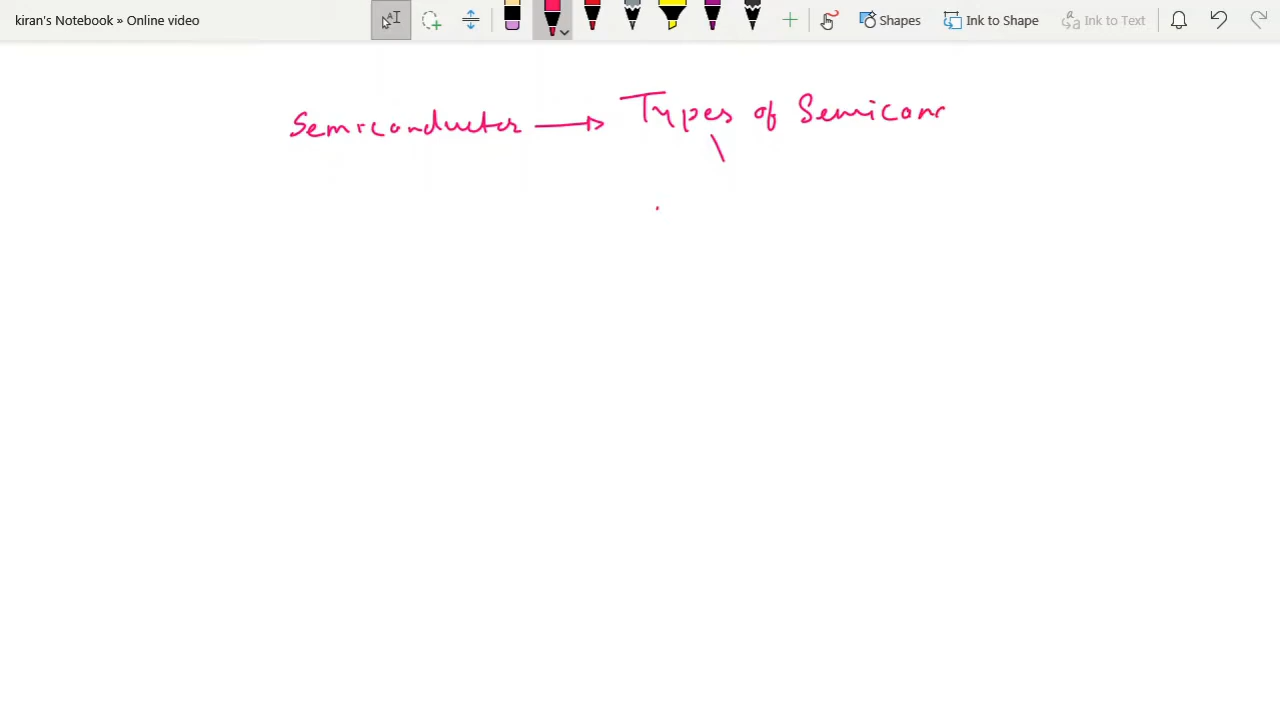 kiran's Notebook » Online video
Shapes
Ink to Shape
Ink to Text
Semiconductor → Types of Semicon